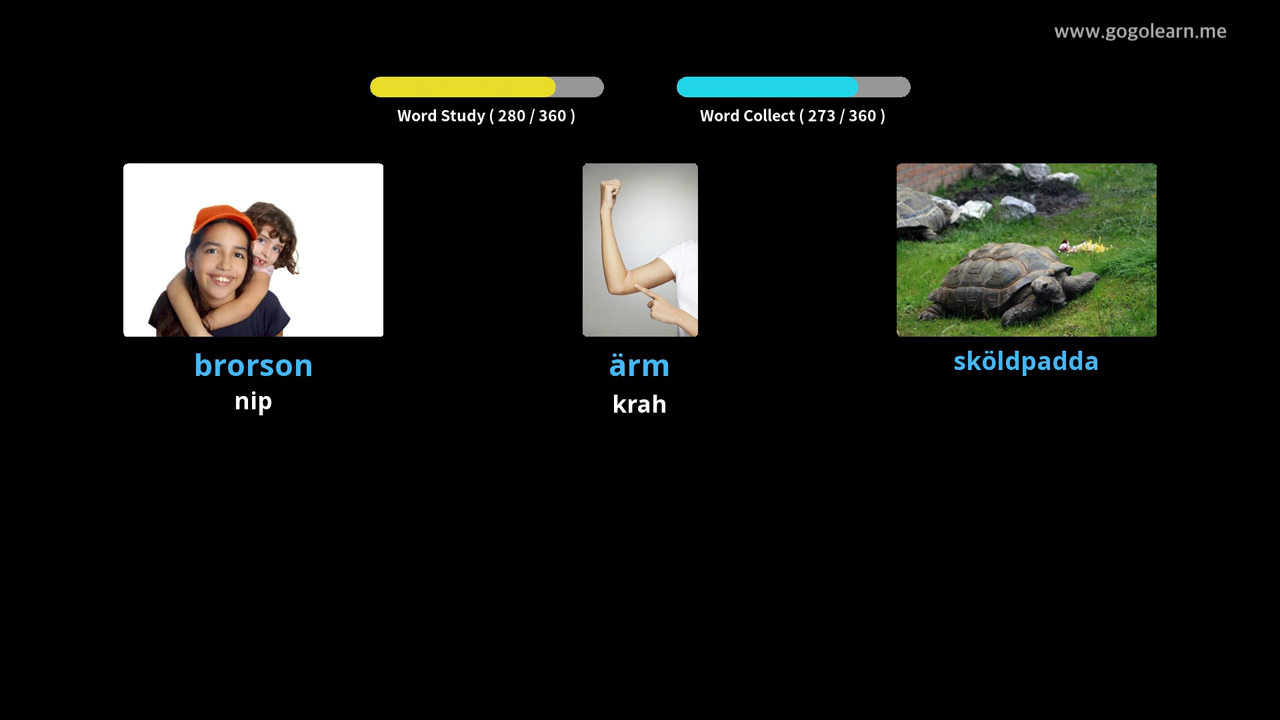 www.gogolearn.me
Word Study ( 280 / 360 )
Word Collect ( 273 / 360 )
brorson
nip
ärm
krah
sköldpadda